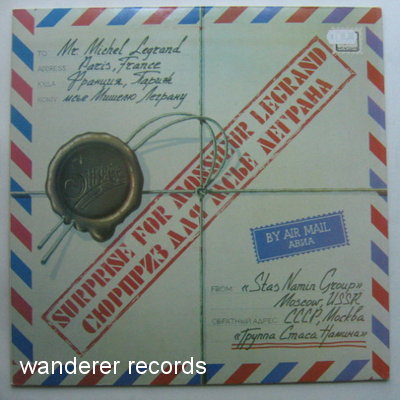 TO: Mr. Michel Legrand
ADDRESS: Paris, France
КУДА Франция, Париж
КОМУ мсье Мишелю Леграну
SURPRISE FOR MONSIEUR LEGRAND
СЮРПРИЗ ДЛЯ МСЬЕ ЛЕГРАНА
BY AIR MAIL
АВИА
FROM: «Stas Namin Group»
Moscow, USSR
ОБРАТНЫЙ АДРЕС: СССР, Москва
«Группа Стаса Намина»
wanderer records